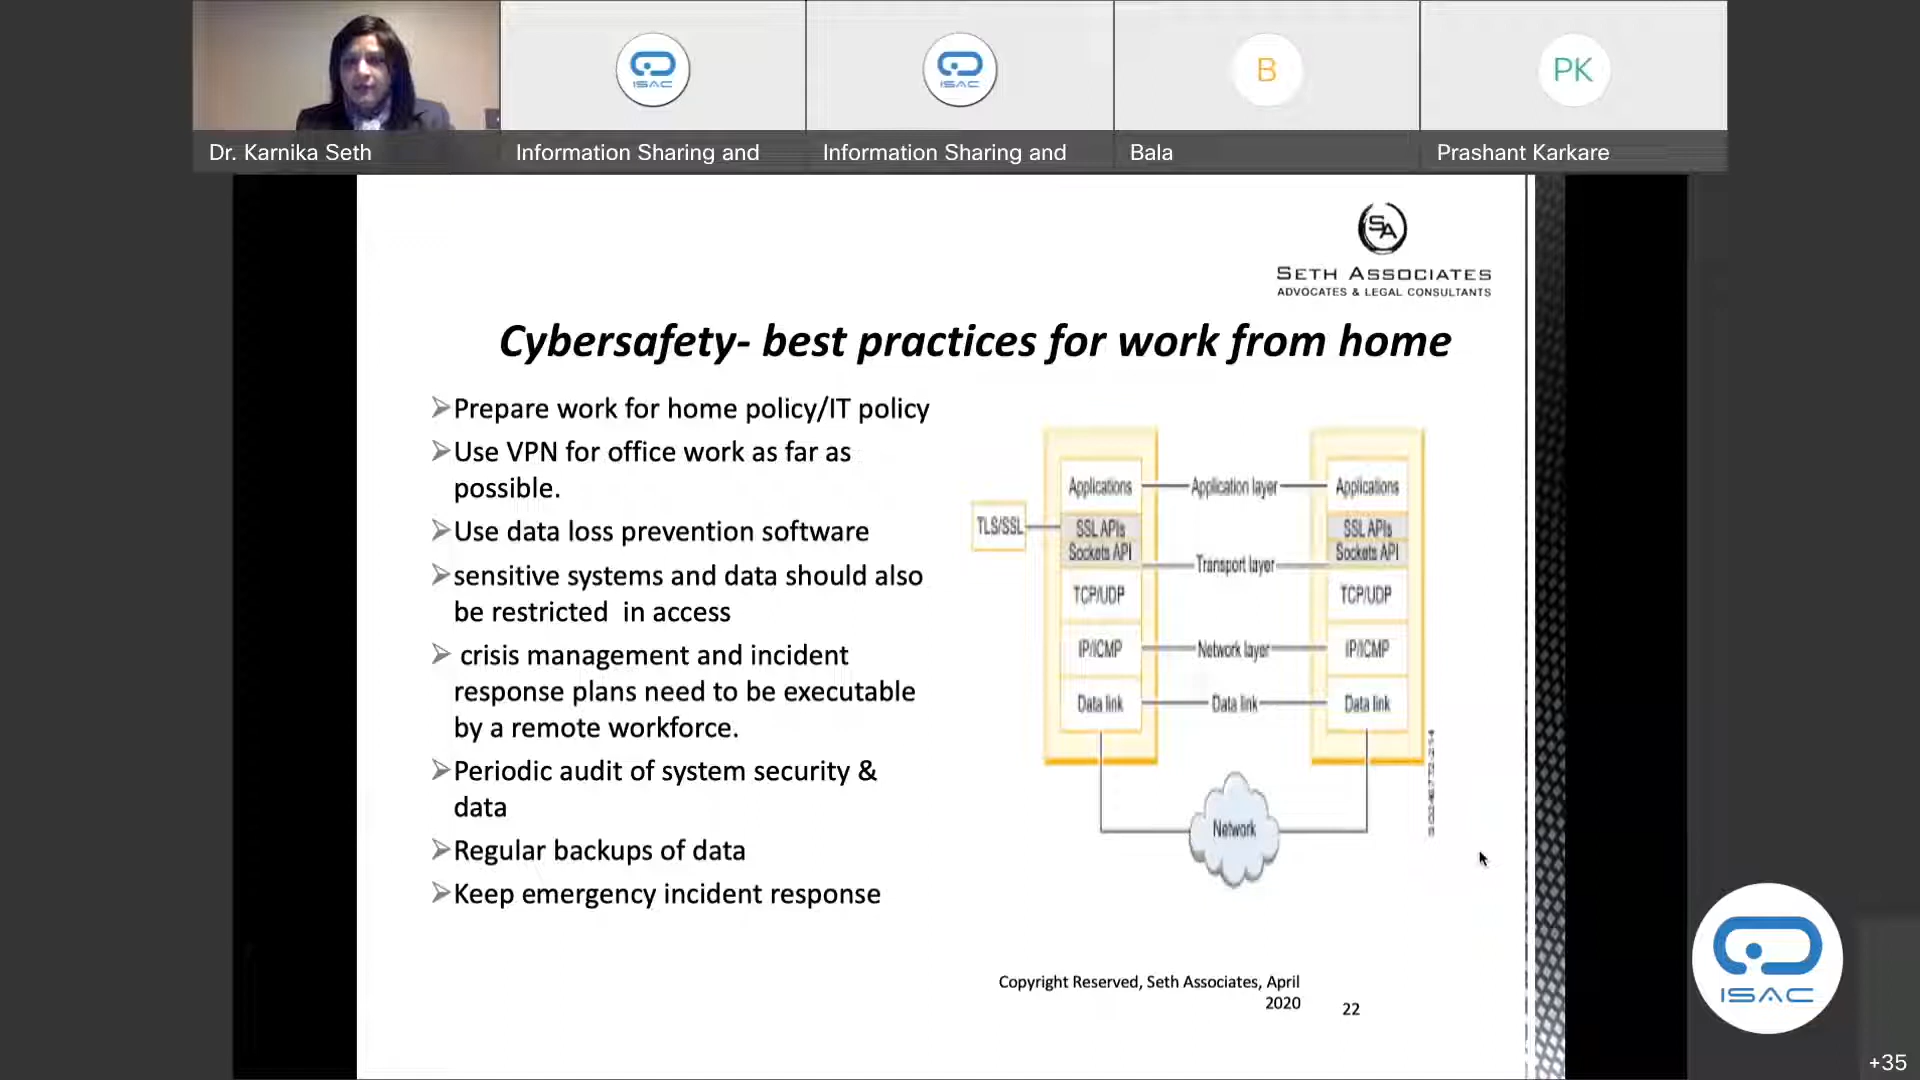 ISAC
ISAC
B
PK
Dr. Karnika Seth
Information Sharing and
Information Sharing and
Bala
Prashant Karkare
SA
SETH ASSOCIATES
ADVOCATES & LEGAL CONSULTANTS
Cybersafety- best practices for work from home
Prepare work for home policy/IT policy
Use VPN for office work as far as
possible.
Use data loss prevention software
sensitive systems and data should also
be restricted in access
crisis management and incident
response plans need to be executable
by a remote workforce.
Periodic audit of system security &
data
Regular backups of data
Keep emergency incident response
TLS/SSL
Applications
SSL APIs
Sockets API
TCP/UDP
IP/ICMP
Data link
Application layer
Transport layer
Network layer
Data link
Applications
SSL APIs
Sockets API
TCP/UDP
IP/ICMP
Data link
Network
Copyright Reserved, Seth Associates, April
2020
22
ISAC
+35